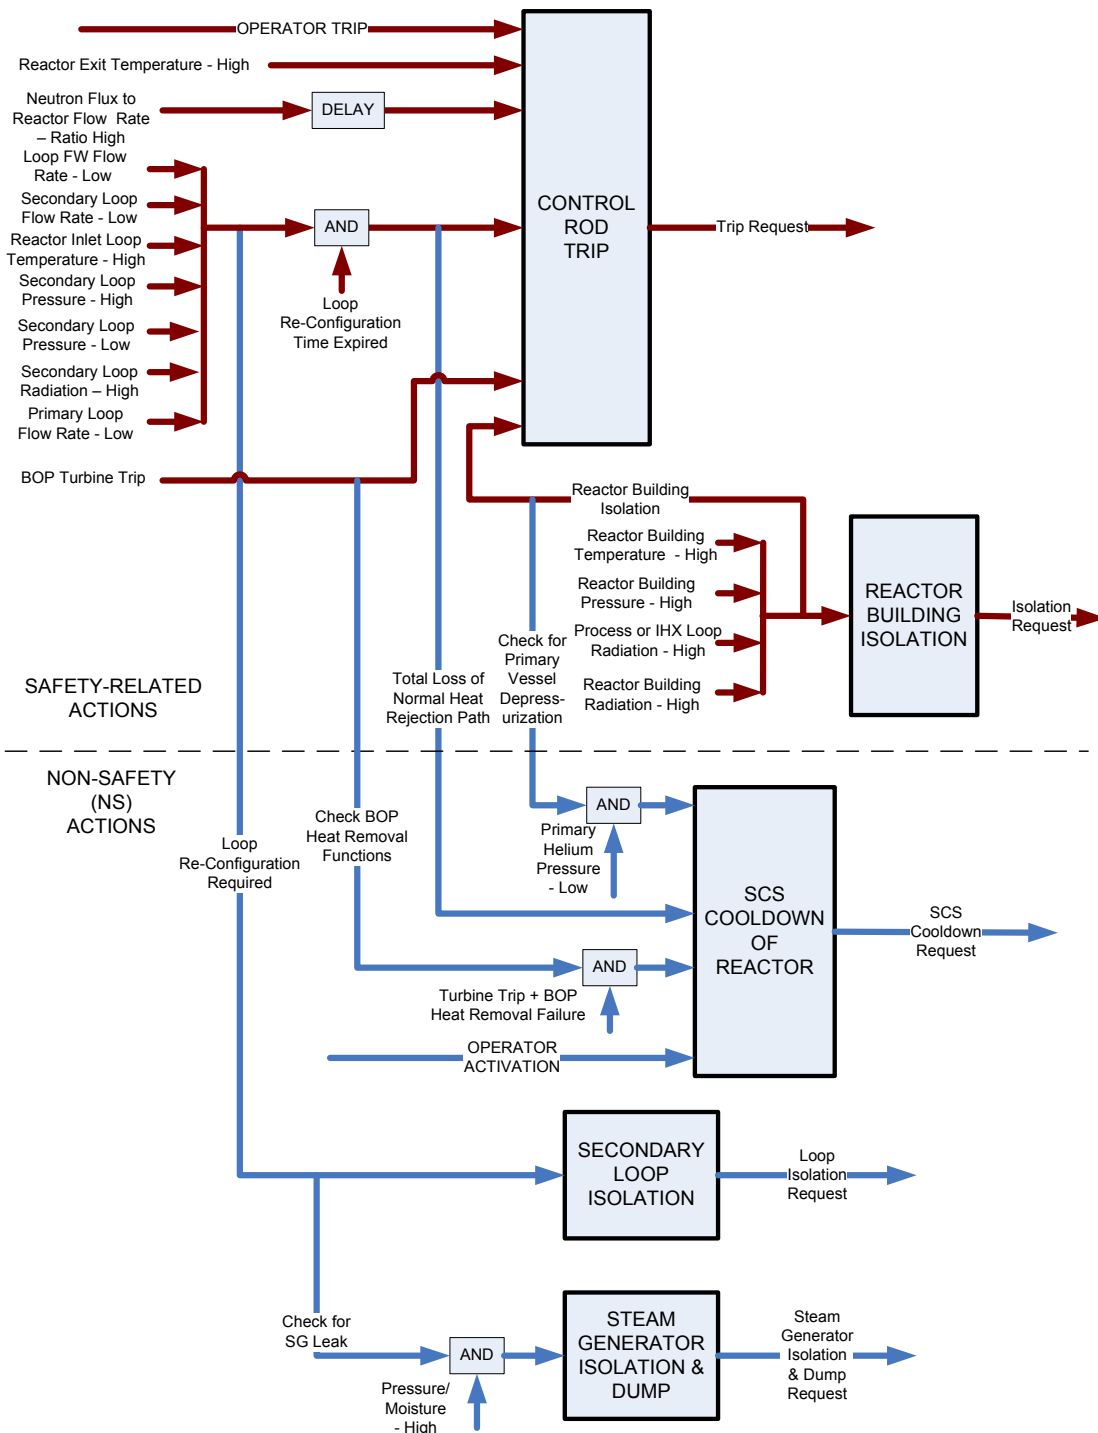 OPERATOR TRIP
Reactor Exit Temperature - High
Neutron Flux to
Reactor Flow Rate
– Ratio High
DELAY
Loop FW Flow
Rate - Low
Secondary Loop
Flow Rate - Low
Reactor Inlet Loop
Temperature - High
Secondary Loop
Pressure - High
Secondary Loop
Pressure - Low
Secondary Loop
Radiation – High
Primary Loop
Flow Rate - Low
AND
Loop
Re-Configuration
Time Expired
CONTROL
ROD
TRIP
Trip Request
BOP Turbine Trip
Reactor Building
Isolation
Reactor Building
Temperature - High
Reactor Building
Pressure - High
Process or IHX Loop
Radiation - High
Reactor Building
Radiation - High
REACTOR
BUILDING
ISOLATION
Isolation
Request
Check for
Primary
Vessel
Depress-
urization
Total Loss of
Normal Heat
Rejection Path
SAFETY-RELATED
ACTIONS
NON-SAFETY
(NS)
ACTIONS
Loop
Re-Configuration
Required
Check BOP
Heat Removal
Functions
AND
Primary
Helium
Pressure
- Low
AND
Turbine Trip + BOP
Heat Removal Failure
OPERATOR
ACTIVATION
SCS
COOLDOWN
OF
REACTOR
SCS
Cooldown
Request
SECONDARY
LOOP
ISOLATION
Loop
Isolation
Request
Check for
SG Leak
AND
Pressure/
Moisture
- High
STEAM
GENERATOR
ISOLATION &
DUMP
Steam
Generator
Isolation
& Dump
Request